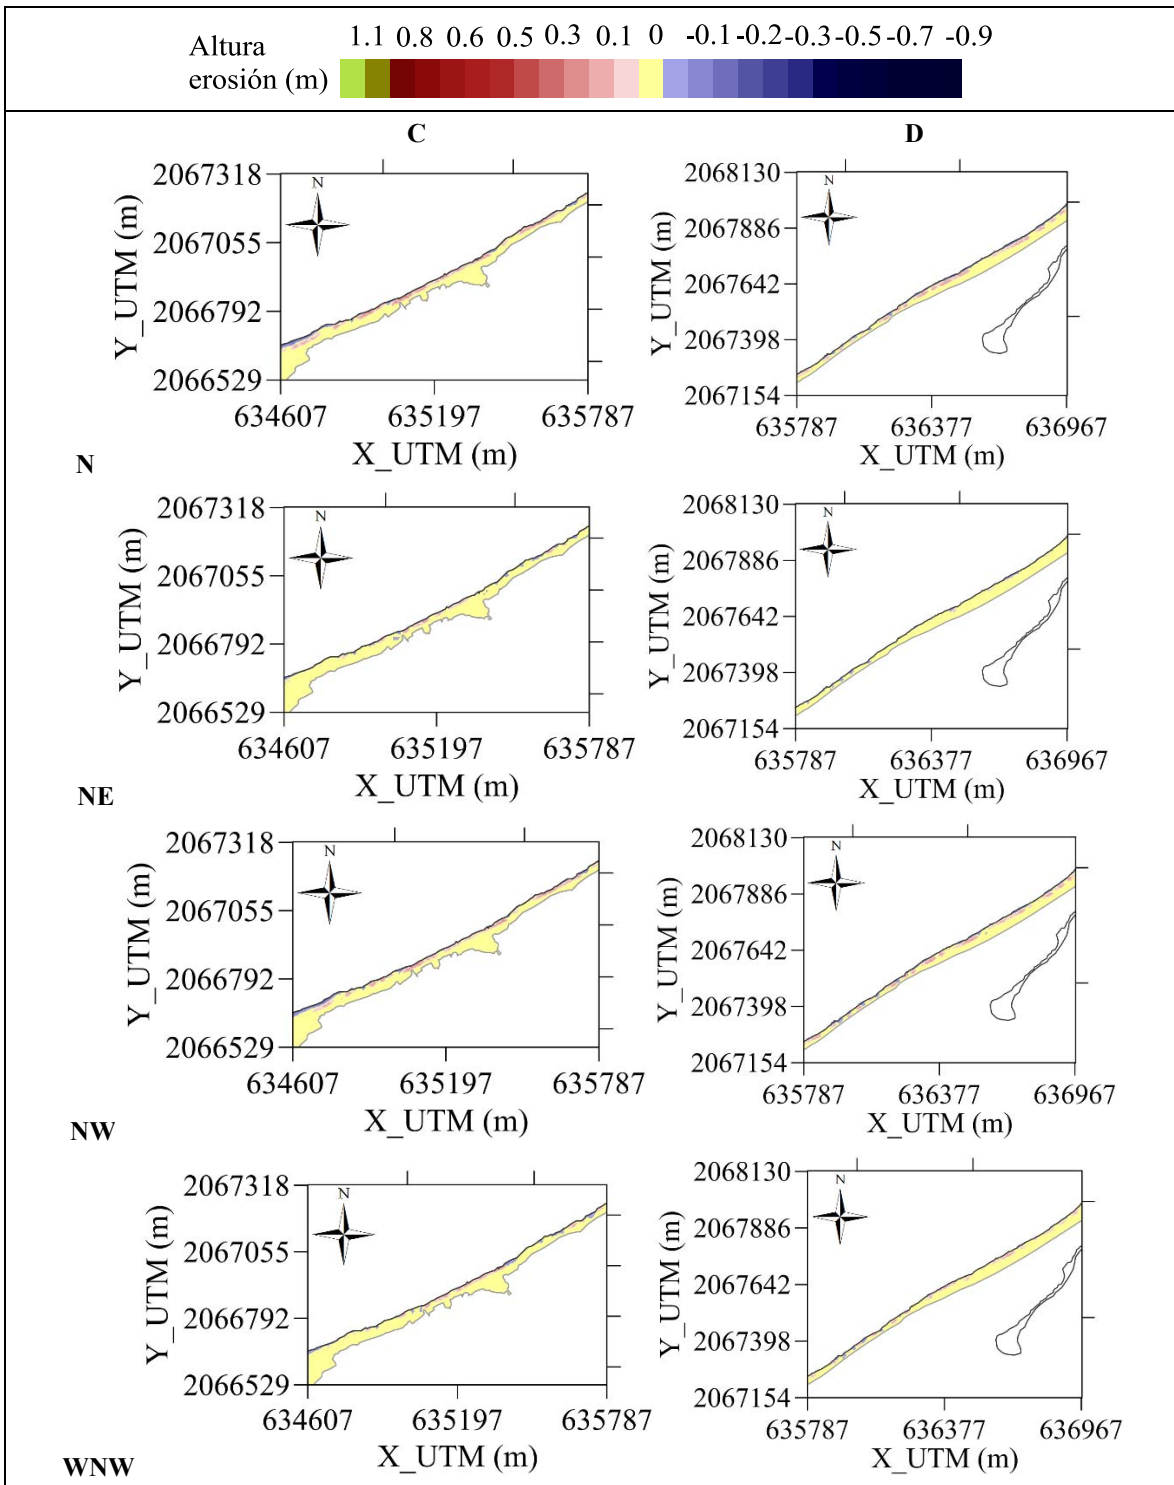 Altura
erosión (m)
1.1 0.8 0.6 0.5 0.3 0.1 0 -0.1 -0.2 -0.3 -0.5 -0.7 -0.9
C
D
N
2067318
2067055
2066792
2066529
Y_UTM (m)
634607 635197 635787
X_UTM (m)
N
2068130
2067886
2067642
2067398
2067154
Y_UTM (m)
635787 636377 636967
X_UTM (m)
N
N
2067318
2067055
2066792
2066529
Y_UTM (m)
634607 635197 635787
X_UTM (m)
N
2068130
2067886
2067642
2067398
2067154
Y_UTM (m)
635787 636377 636967
X_UTM (m)
NE
N
2067318
2067055
2066792
2066529
Y_UTM (m)
634607 635197 635787
X_UTM (m)
N
2068130
2067886
2067642
2067398
2067154
Y_UTM (m)
635787 636377 636967
X_UTM (m)
NW
N
2067318
2067055
2066792
2066529
Y_UTM (m)
634607 635197 635787
X_UTM (m)
N
2068130
2067886
2067642
2067398
2067154
Y_UTM (m)
635787 636377 636967
X_UTM (m)
WNW